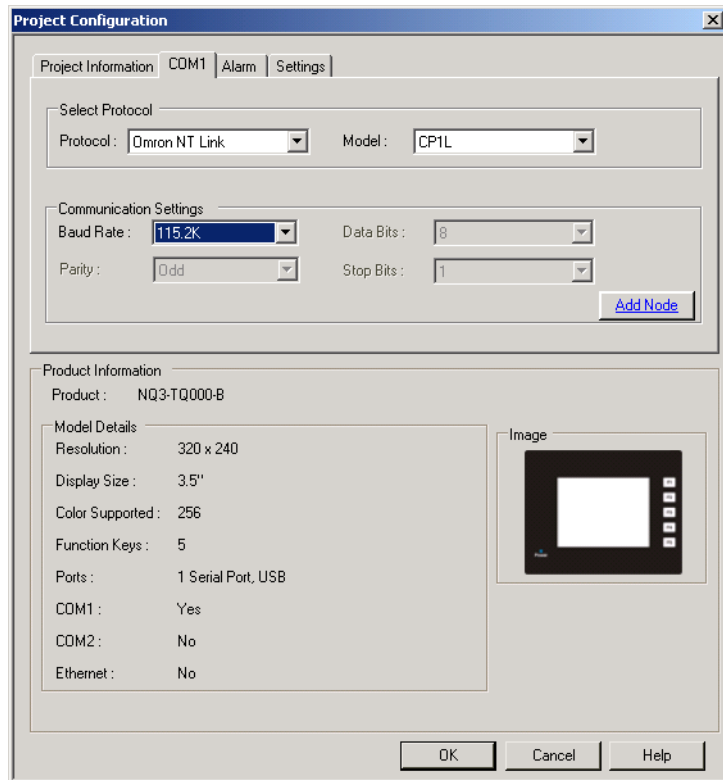 Project Configuration
Project Information COM1 Alarm Settings
Select Protocol
Protocol : Omron NT Link Model : CP1L
Communication Settings
Baud Rate : 115.2K Data Bits : 8
Parity : Odd Stop Bits : 1
Add Node
Product Information
Product : NQ3-TQ000-B
Model Details
Resolution : 320 x 240
Display Size : 3.5''
Color Supported : 256
Function Keys : 5
Ports : 1 Serial Port, USB
COM1 : Yes
COM2 : No
Ethernet : No
Image
Power
OK Cancel Help